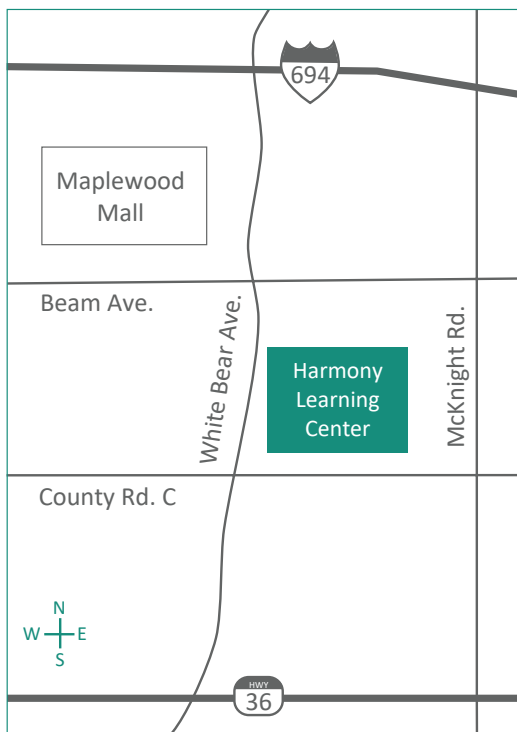 694
Maplewood
Mall
Beam Ave.
White Bear Ave.
McKnight Rd.
Harmony
Learning
Center
County Rd. C
N
W E
S
HWY
36